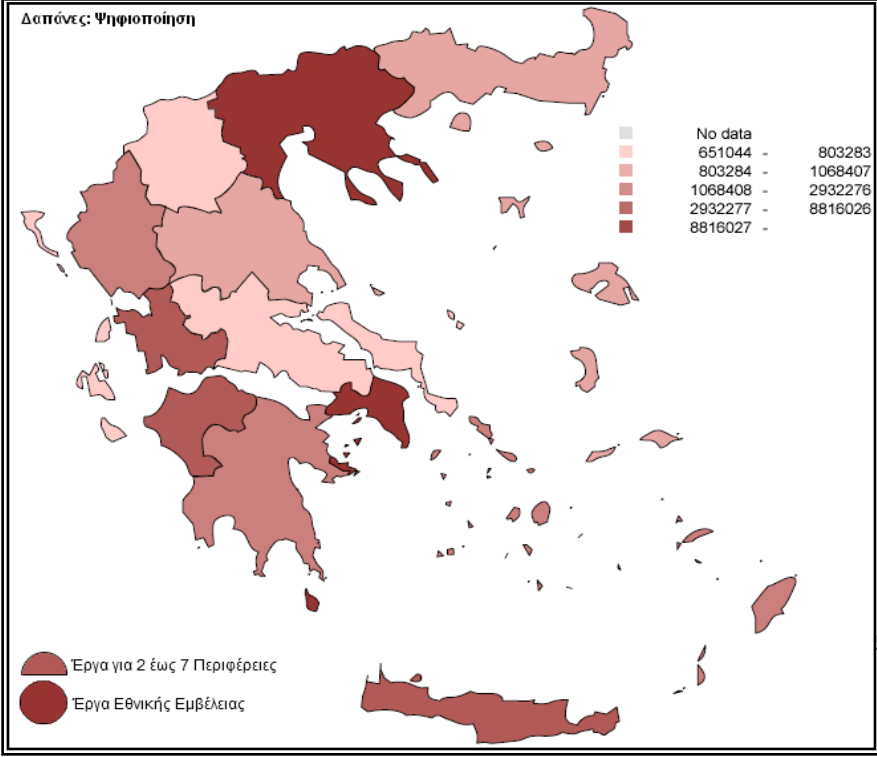 Δαπάνες: Ψηφιοποίηση
No data
651044 - 803283
803284 - 1068407
1068408 - 2932276
2932277 - 8816026
8816027 -
Έργα για 2 έως 7 Περιφέρειες
Έργα Εθνικής Εμβέλειας